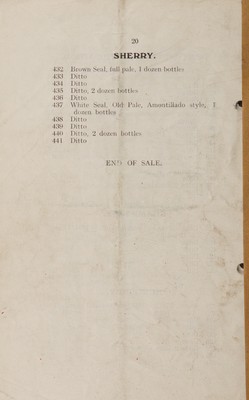 20
SHERRY.
432 Brown Seal, full pale, 1 dozen bottles
433 Ditto
434 Ditto
435 Ditto, 2 dozen bottles
436 Ditto
437 White Seal, Old Pale, Amontillado style, 1
dozen bottles
438 Ditto
439 Ditto
440 Ditto, 2 dozen bottles
441 Ditto
END OF SALE.